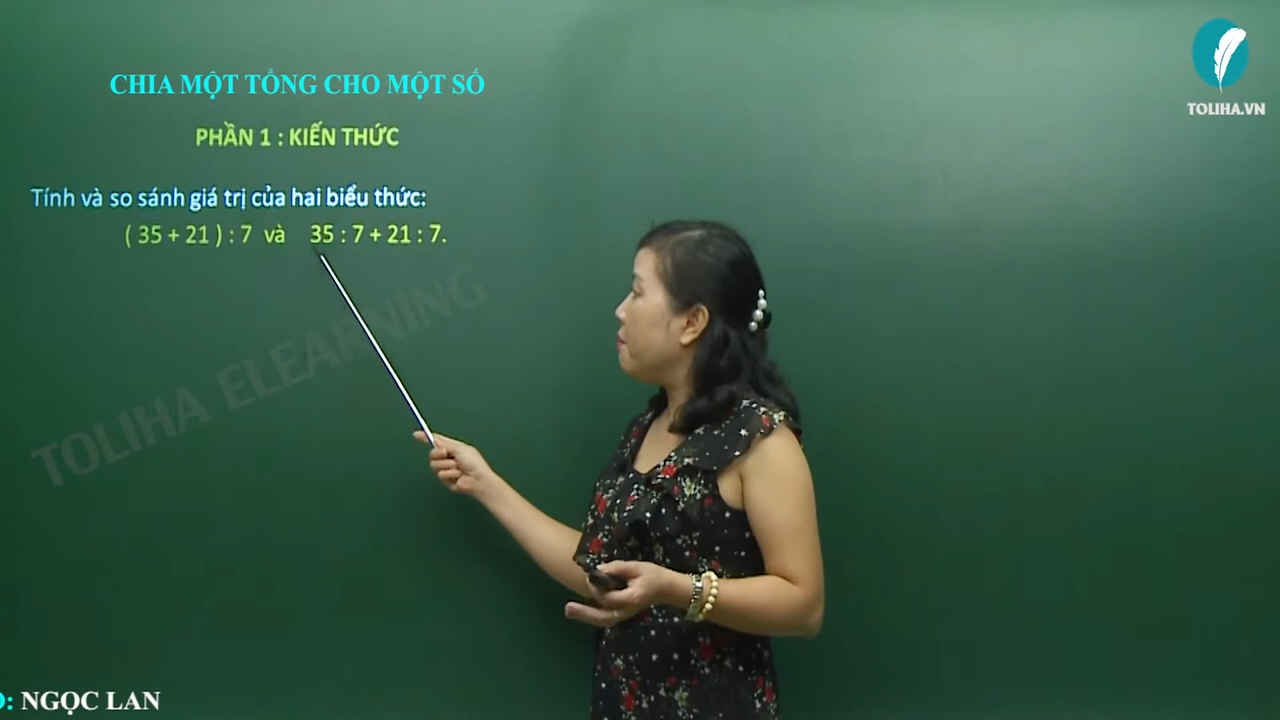 CHIA MỘT TỔNG CHO MỘT SỐ
TOLIHA.VN
PHẦN 1 : KIẾN THỨC
Tính và so sánh giá trị của hai biểu thức:
( 35 + 21 ) : 7 và 35 : 7 + 21 : 7.
TOLIHA ELEARNING
: NGỌC LAN